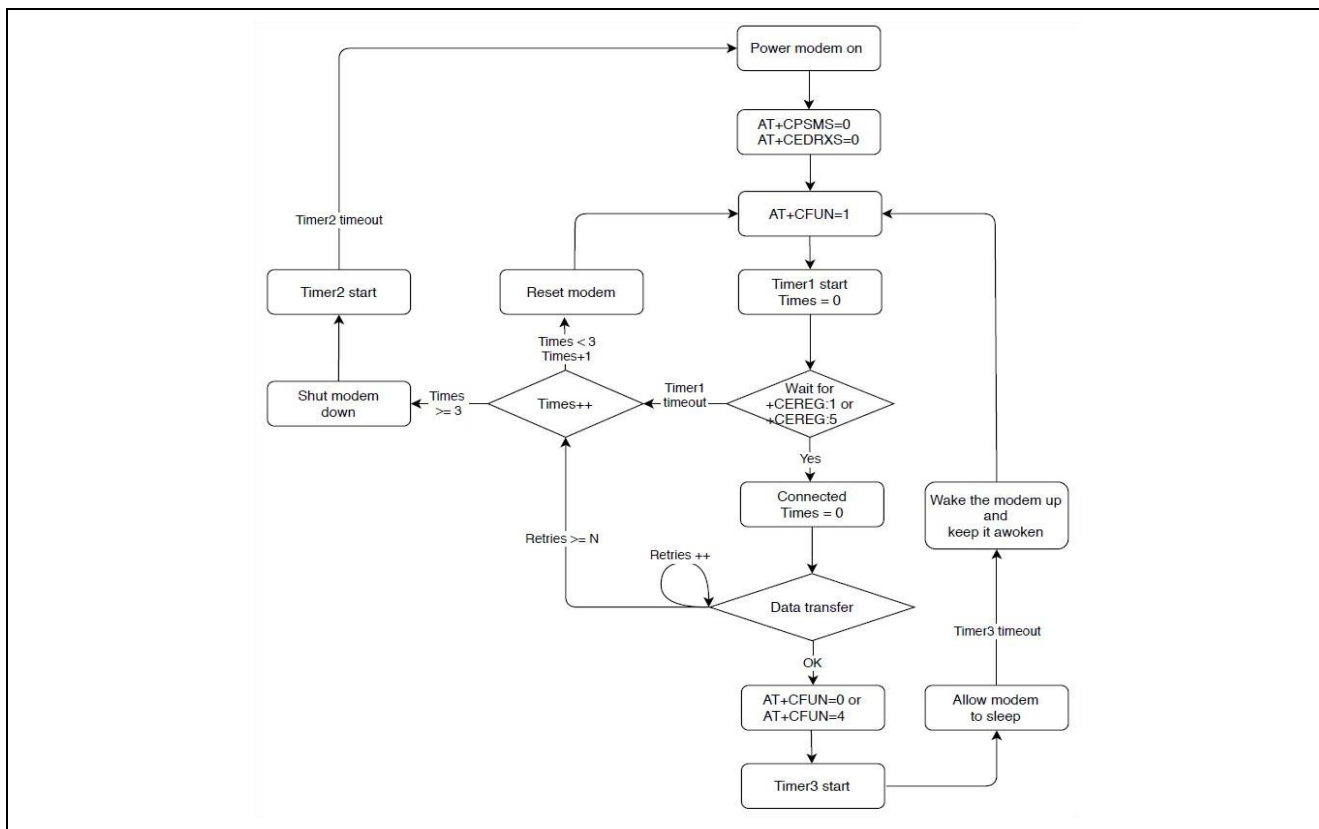 Power modem on
AT+CPSMS=0
AT+CEDRXS=0
AT+CFUN=1
Timer2 timeout
Timer2 start
Reset modem
Timer1 start
Times = 0
Times < 3
Times+1
Shut modem
down
Times
>= 3
Times++
Timer1
timeout
Wait for
+CEREG:1 or
+CEREG:5
Yes
Connected
Times = 0
Wake the modem up
and
keep it awoken
Retries >= N
Retries ++
Data transfer
Timer3 timeout
OK
AT+CFUN=0 or
AT+CFUN=4
Allow modem
to sleep
Timer3 start